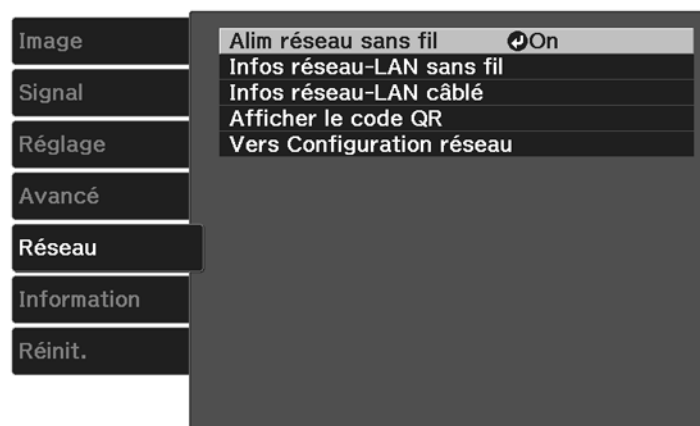 Image
Signal
Réglage
Avancé
Réseau
Information
Réinit.
Alim réseau sans fil On
Infos réseau-LAN sans fil
Infos réseau-LAN câblé
Afficher le code QR
Vers Configuration réseau